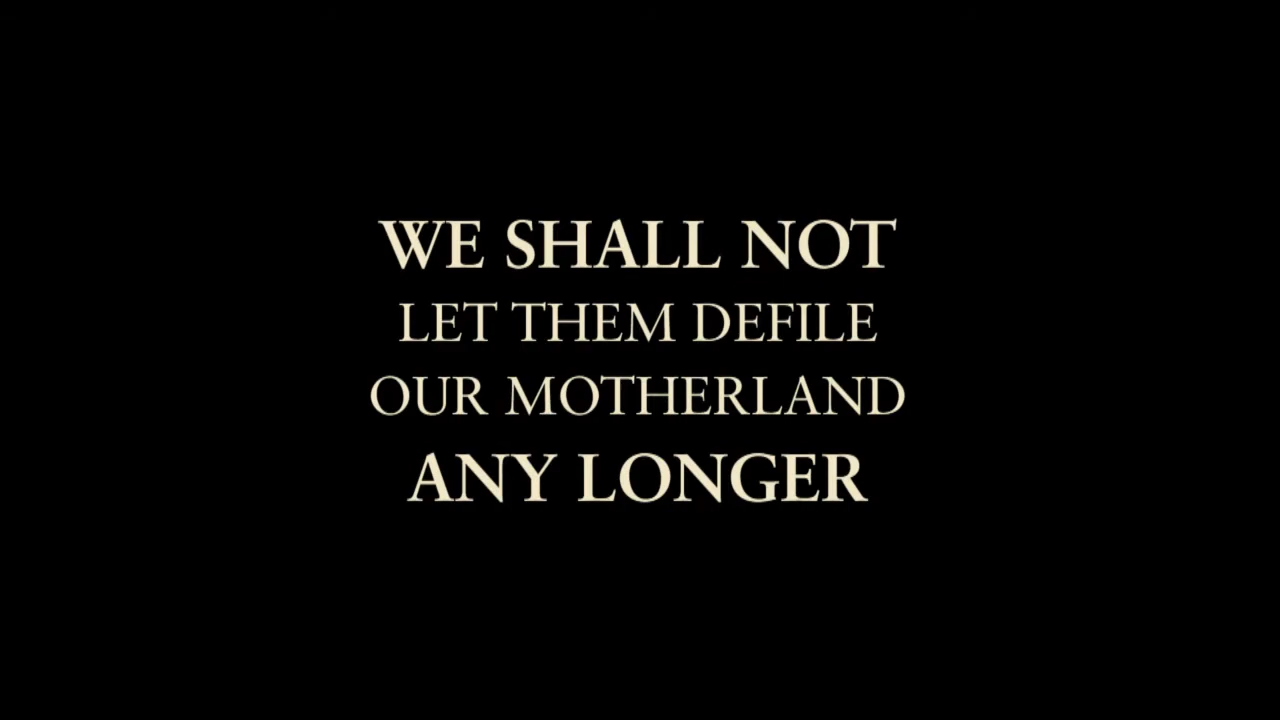 WE SHALL NOT
LET THEM DEFILE
OUR MOTHERLAND
ANY LONGER